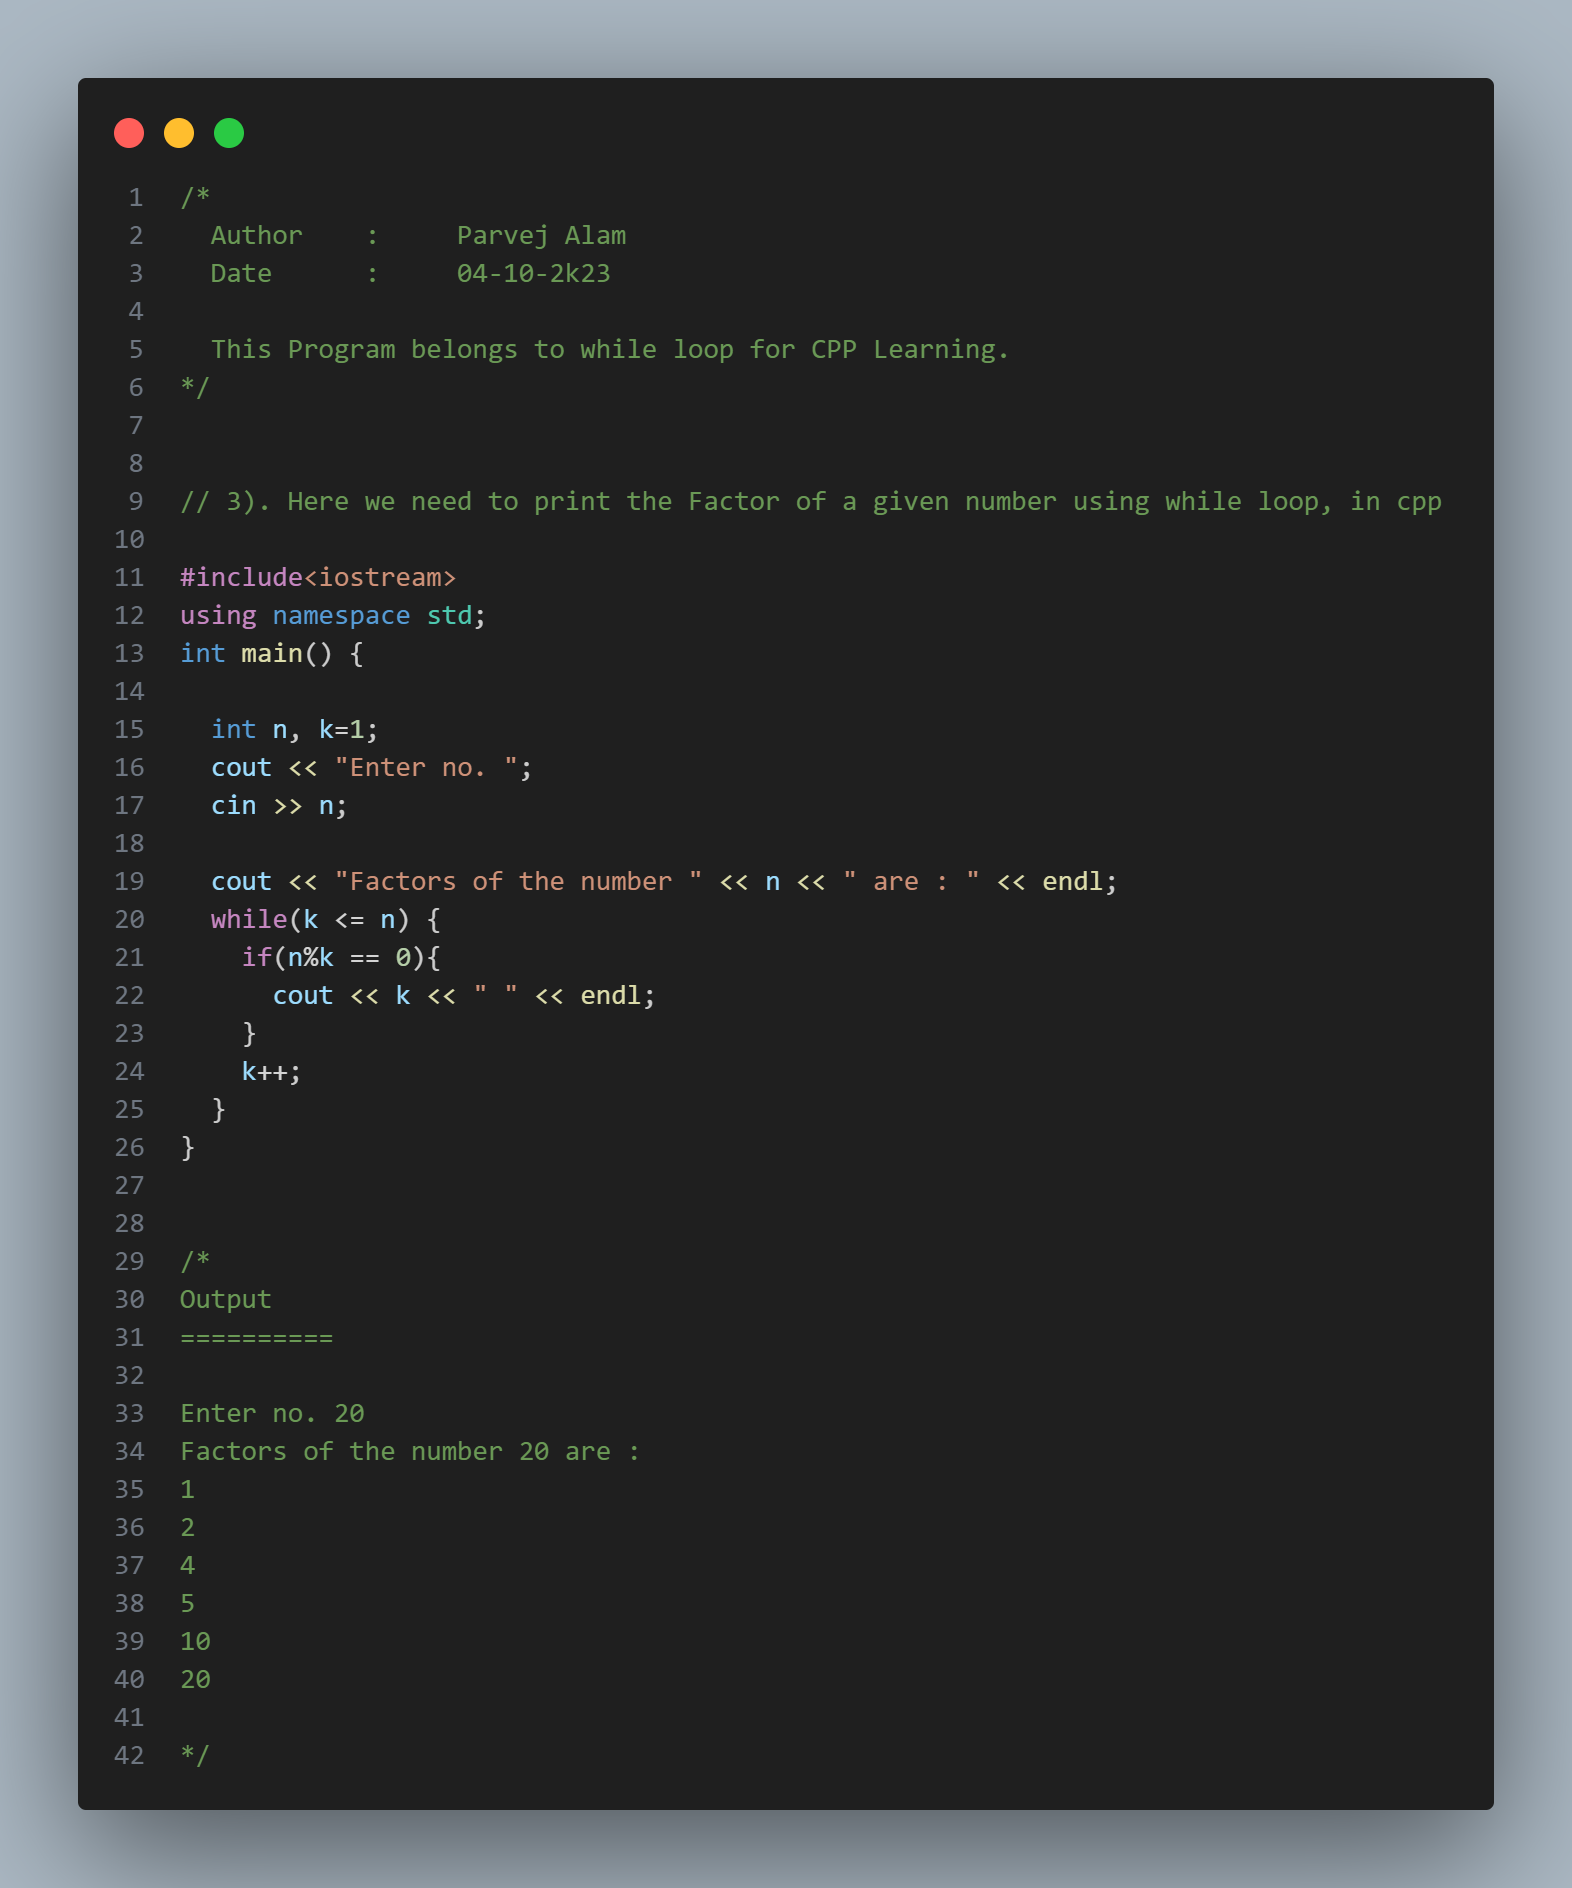 1 /*
2   Author    :     Parvej Alam
3   Date      :     04-10-2k23
4
5   This Program belongs to while loop for CPP Learning.
6 */
7
8
9 // 3). Here we need to print the Factor of a given number using while loop, in cpp
10
11 #include<iostream>
12 using namespace std;
13 int main() {
14
15   int n, k=1;
16   cout << "Enter no. ";
17   cin >> n;
18
19   cout << "Factors of the number " << n << " are : " << endl;
20   while(k <= n) {
21     if(n%k == 0){
22       cout << k << " " << endl;
23     }
24     k++;
25   }
26 }
27
28
29 /*
30 Output
31 ==========
32
33 Enter no. 20
34 Factors of the number 20 are :
35 1
36 2
37 4
38 5
39 10
40 20
41
42 */